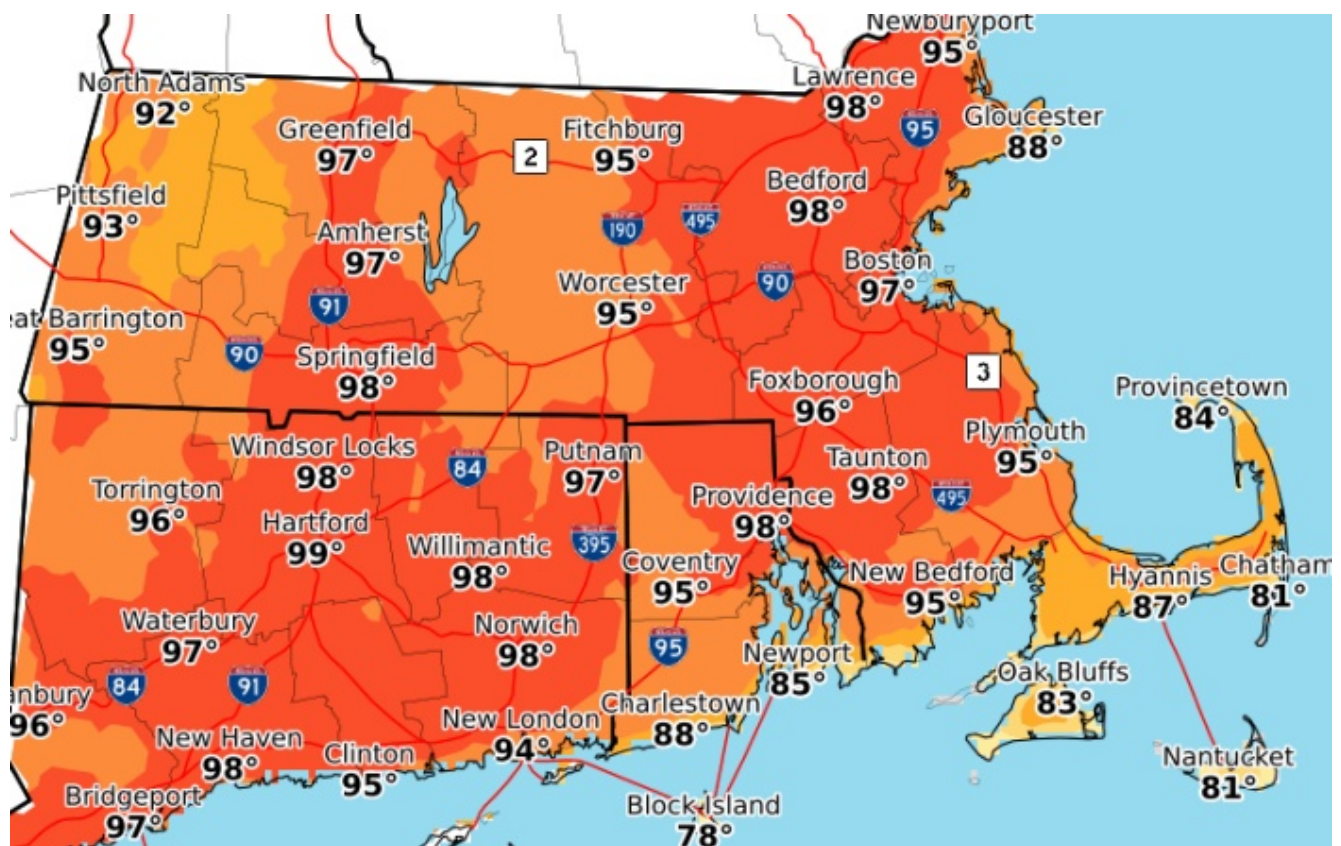 Newburyport
95°
Lawrence
98°
North Adams
92°
95
Gloucester
88°
Greenfield
97°
2
Fitchburg
95°
Bedford
98°
Pittsfield
93°
190
495
Amherst
97°
Boston
97°
Worcester
95°
90
91
eat Barrington
95°
90
Springfield
98°
Foxborough
96°
3
Provincetown
84°
Windsor Locks
98°
84
Putnam
97°
Plymouth
95°
Taunton
98°
495
Torrington
96°
Providence
98°
Hartford
99°
Willimantic
98°
395
Coventry
95°
New Bedford
95°
Hyannis
87°
Chatham
81°
Waterbury
97°
Norwich
98°
95
Newport
85°
84
91
anbury
96°
Oak Bluffs
83°
Charlestown
88°
New London
94°
New Haven
98°
Clinton
95°
Nantucket
81°
Bridgeport
97°
Block Island
78°